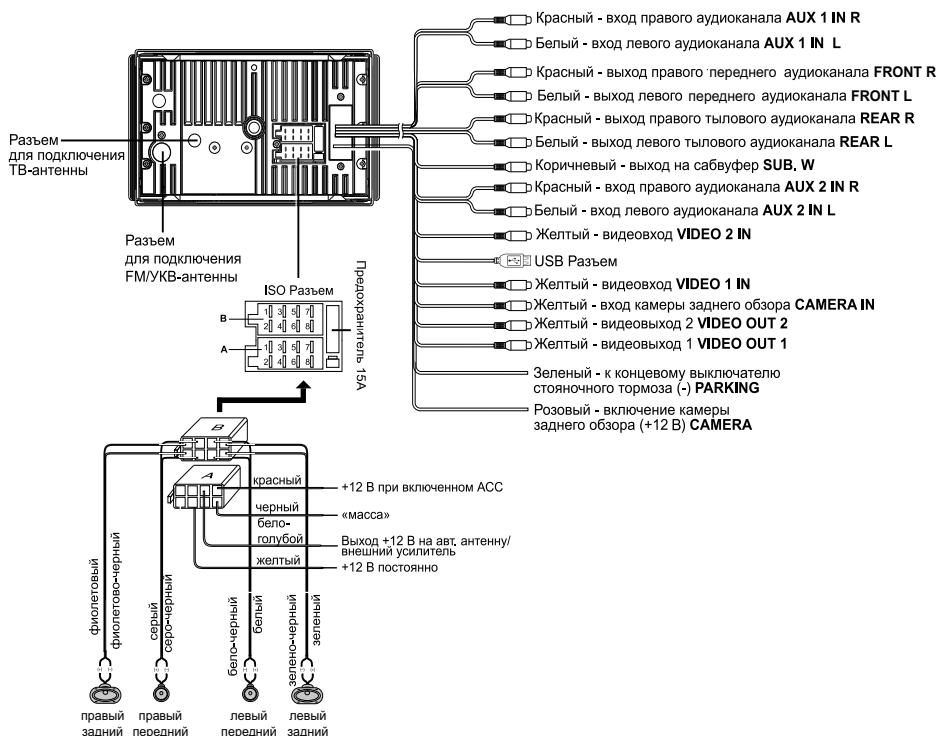 Красный - вход правого аудиоканала AUX 1 IN R
Белый - вход левого аудиоканала AUX 1 IN L
Красный - выход правого переднего аудиоканала FRONT R
Белый - выход левого переднего аудиоканала FRONT L
Красный - выход правого тылового аудиоканала REAR R
Белый - выход левого тылового аудиоканала REAR L
Коричневый - выход на сабвуфер SUB. W
Красный - вход правого аудиоканала AUX 2 IN R
Белый - вход левого аудиоканала AUX 2 IN L
Желтый - видеовход VIDEO 2 IN
USB Разъем
Желтый - видеовход VIDEO 1 IN
Желтый - вход камеры заднего обзора CAMERA IN
Желтый - видеовыход 2 VIDEO OUT 2
Желтый - видеовыход 1 VIDEO OUT 1
Зеленый - к концевому выключателю
стояночного тормоза (-) PARKING
Розовый - включение камеры
заднего обзора (+12 В) CAMERA
Разъем
для подключения
ТВ-антенны
Разъем
для подключения
FM/УКВ-антенны
ISO Разъем
Предохранитель 15А
B
1 3 5 7
2 4 6 8
A
1 3 5 7
2 4 6 8
B
A
красный
+12 В при включенном ACC
черный
«масса»
бело-
голубой
Выход +12 В на авт. антенну/
внешний усилитель
желтый
+12 В постоянно
фиолетовый
фиолетово-черный
серый
серо-черный
бело-черный
белый
зелено-черный
зеленый
правый
задний
правый
передний
левый
передний
левый
задний